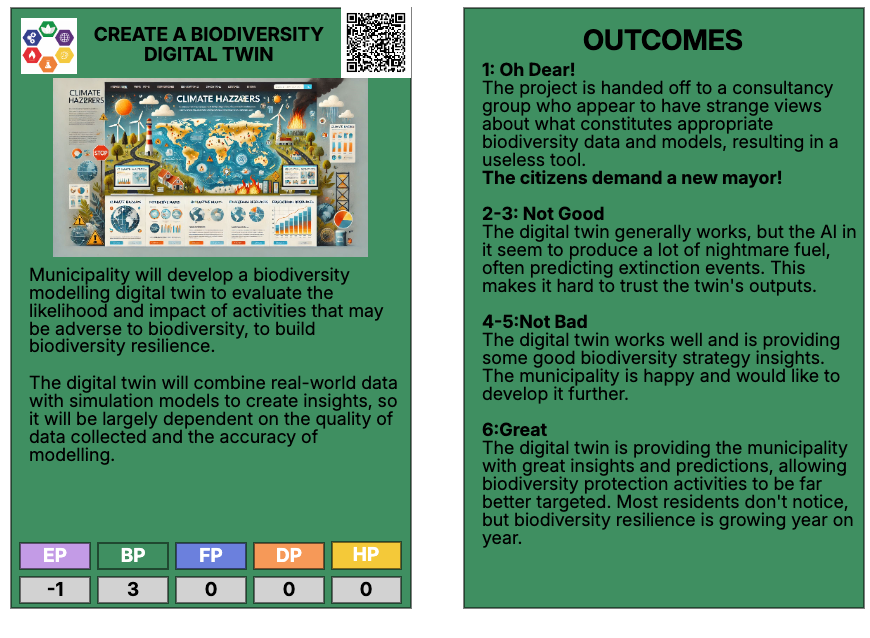 CREATE A BIODIVERSITY
DIGITAL TWIN
CLIMATE
CLIMATE HAZZAERS
STOP
Municipality will develop a biodiversity
modelling digital twin to evaluate the
likelihood and impact of activities that may
be adverse to biodiversity, to build
biodiversity resilience.
The digital twin will combine real-world data
with simulation models to create insights, so
it will be largely dependent on the quality of
data collected and the accuracy of
modelling.
EP BP FP DP HP
-1 3 0 0 0
OUTCOMES
1: Oh Dear!
The project is handed off to a consultancy
group who appear to have strange views
about what constitutes appropriate
biodiversity data and models, resulting in a
useless tool.
The citizens demand a new mayor!
2-3: Not Good
The digital twin generally works, but the AI in
it seem to produce a lot of nightmare fuel,
often predicting extinction events. This
makes it hard to trust the twin's outputs.
4-5:Not Bad
The digital twin works well and is providing
some good biodiversity strategy insights.
The municipality is happy and would like to
develop it further.
6:Great
The digital twin is providing the municipality
with great insights and predictions, allowing
biodiversity protection activities to be far
better targeted. Most residents don't notice,
but biodiversity resilience is growing year on
year.